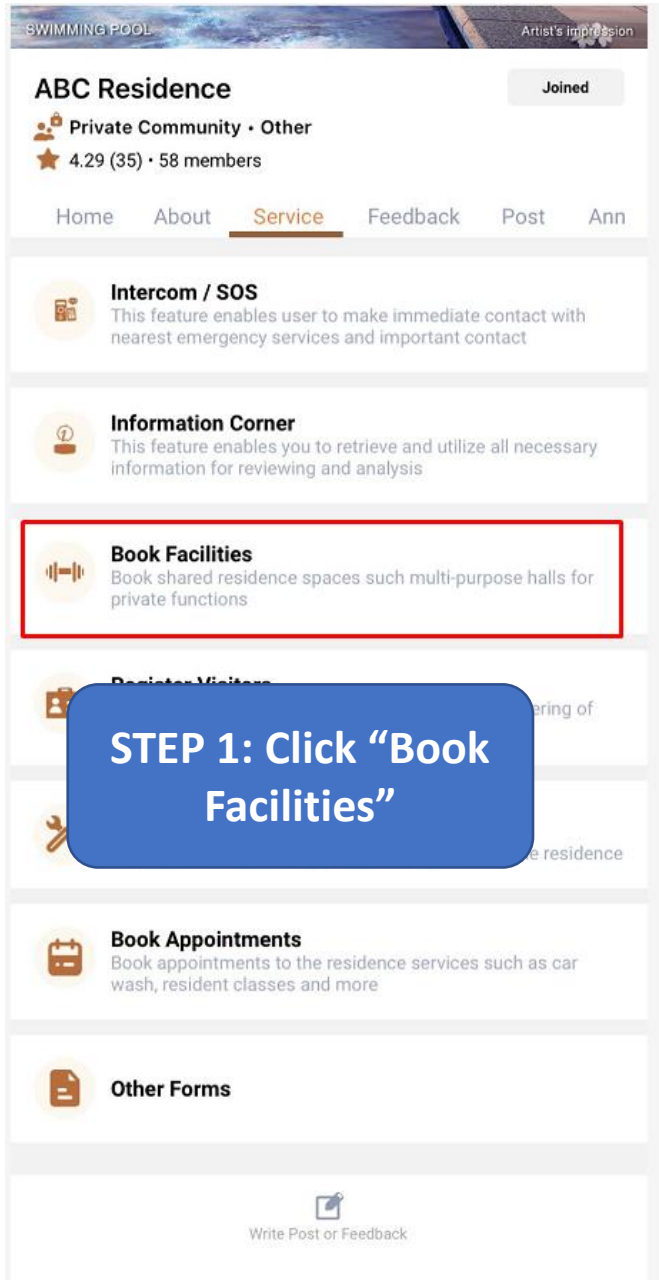 SWIMMING POOL
Artist's impression
ABC Residence
Joined
Private Community • Other
4.29 (35) • 58 members
Home About Service Feedback Post Ann
Intercom / SOS
This feature enables user to make immediate contact with
nearest emergency services and important contact
Information Corner
This feature enables you to retrieve and utilize all necessary
information for reviewing and analysis
Book Facilities
Book shared residence spaces such multi-purpose halls for
private functions
Register Visitors
ering of
STEP 1: Click “Book
Facilities”
e residence
Book Appointments
Book appointments to the residence services such as car
wash, resident classes and more
Other Forms
Write Post or Feedback